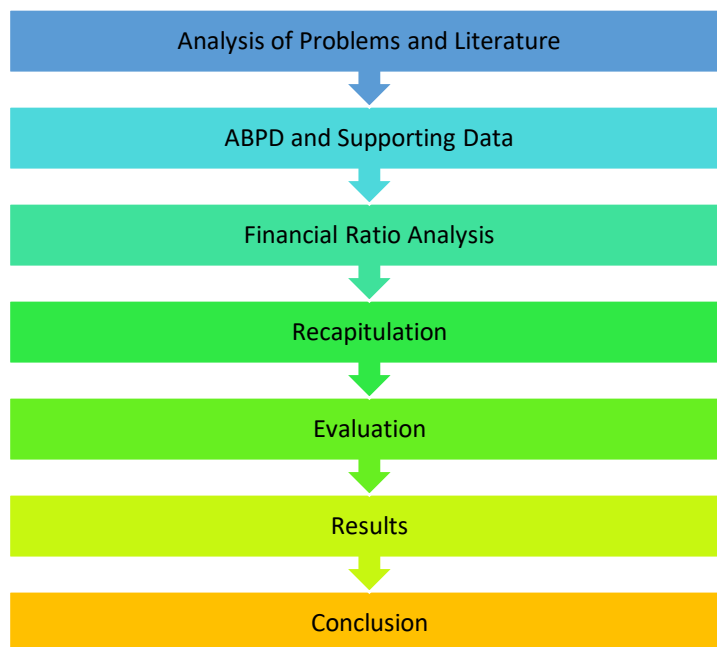 Analysis of Problems and Literature
ABPD and Supporting Data
Financial Ratio Analysis
Recapitulation
Evaluation
Results
Conclusion